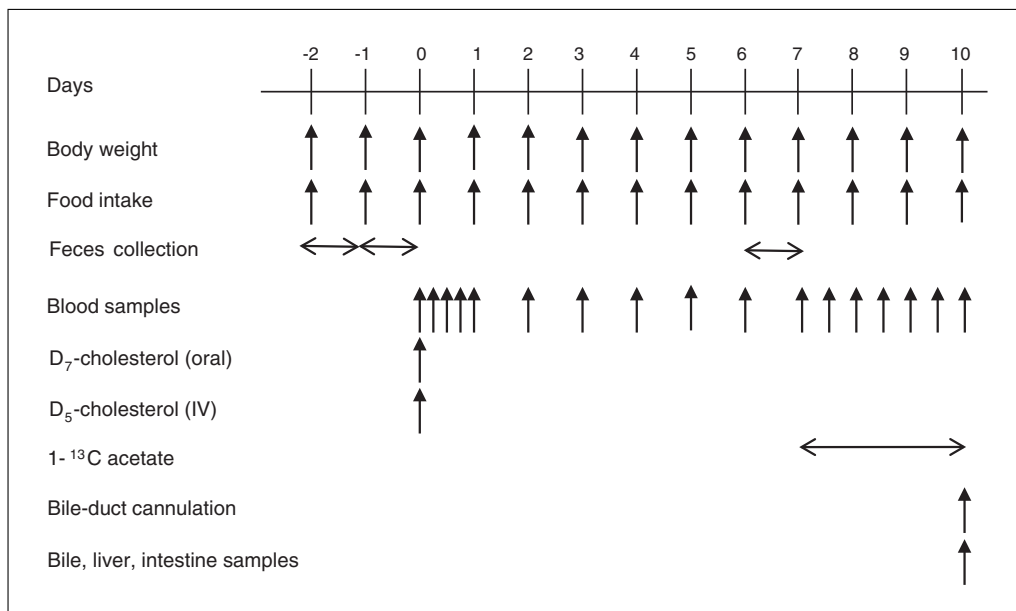 -2 -1 0 1 2 3 4 5 6 7 8 9 10
Days
Body weight
Food intake
Feces collection
Blood samples
D₇-cholesterol (oral)
D₅-cholesterol (IV)
1- ¹³C acetate
Bile-duct cannulation
Bile, liver, intestine samples